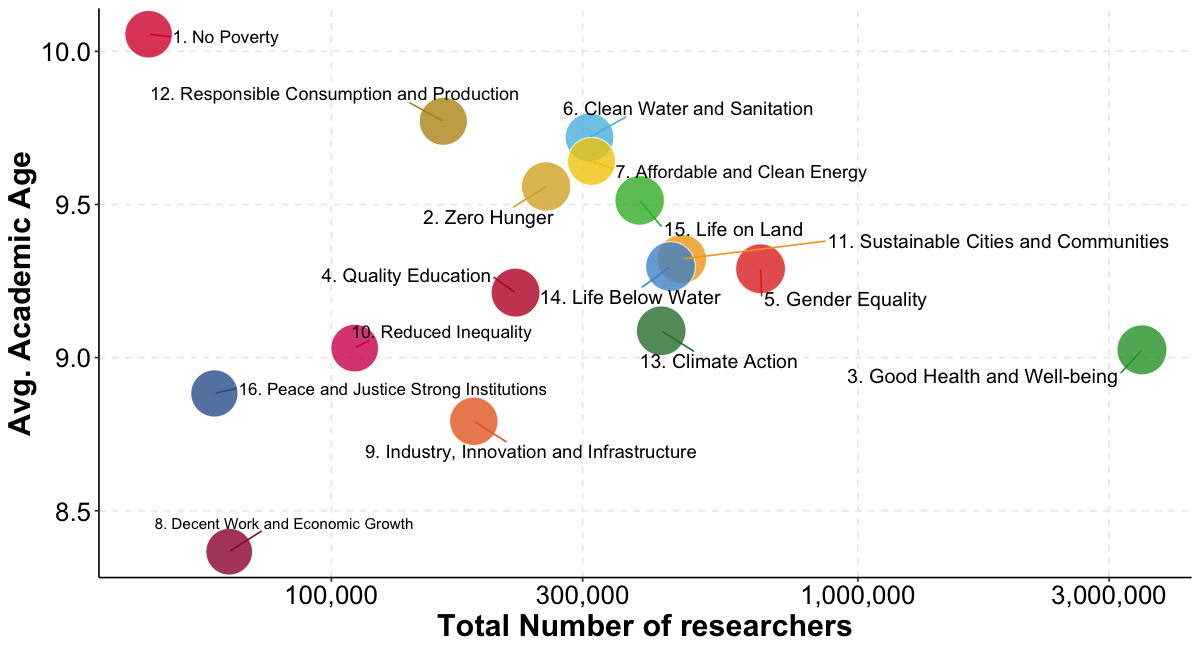 10.0
9.5
9.0
8.5
Avg. Academic Age
1. No Poverty
12. Responsible Consumption and Production
6. Clean Water and Sanitation
7. Affordable and Clean Energy
2. Zero Hunger
15. Life on Land
11. Sustainable Cities and Communities
4. Quality Education
14. Life Below Water
5. Gender Equality
10. Reduced Inequality
13. Climate Action
3. Good Health and Well-being
16. Peace and Justice Strong Institutions
9. Industry, Innovation and Infrastructure
8. Decent Work and Economic Growth
100,000 300,000 1,000,000 3,000,000
Total Number of researchers